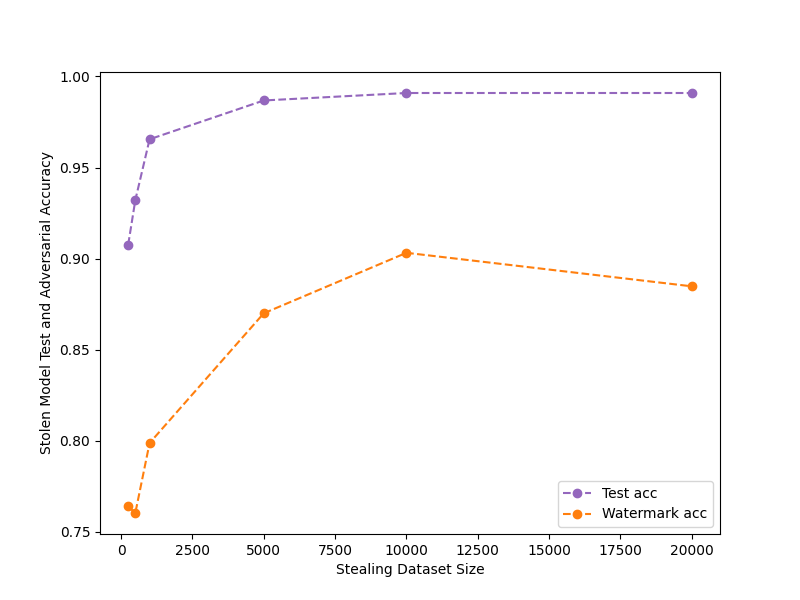 1.00
0.95
0.90
0.85
0.80
0.75
Stolen Model Test and Adversarial Accuracy
Test acc
Watermark acc
0 2500 5000 7500 10000 12500 15000 17500 20000
Stealing Dataset Size